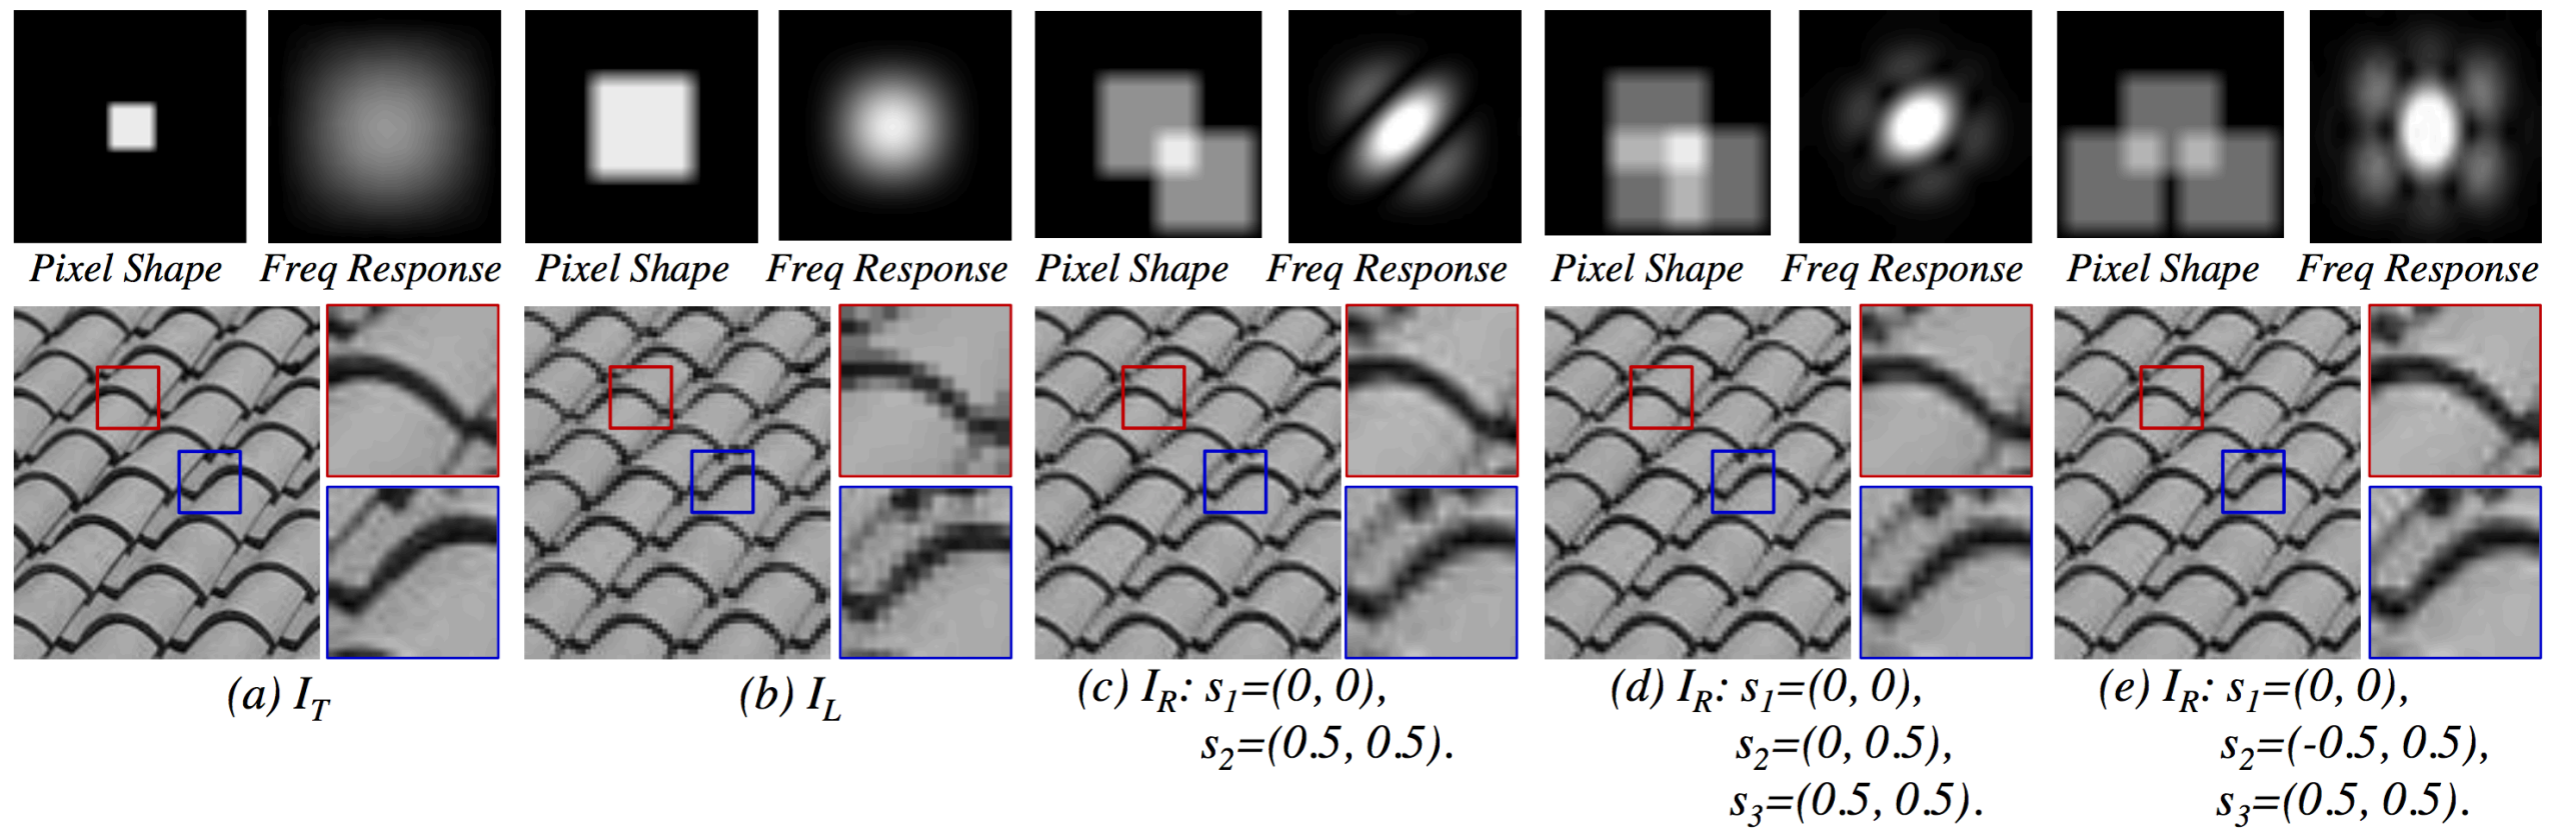 Pixel Shape Freq Response Pixel Shape Freq Response Pixel Shape Freq Response Pixel Shape Freq Response Pixel Shape Freq Response
(a) I_T
(b) I_L
(c) I_R: s_1=(0, 0),
s_2=(0.5, 0.5).
(d) I_R: s_1=(0, 0),
s_2=(0, 0.5),
s_3=(0.5, 0.5).
(e) I_R: s_1=(0, 0),
s_2=(-0.5, 0.5),
s_3=(0.5, 0.5).